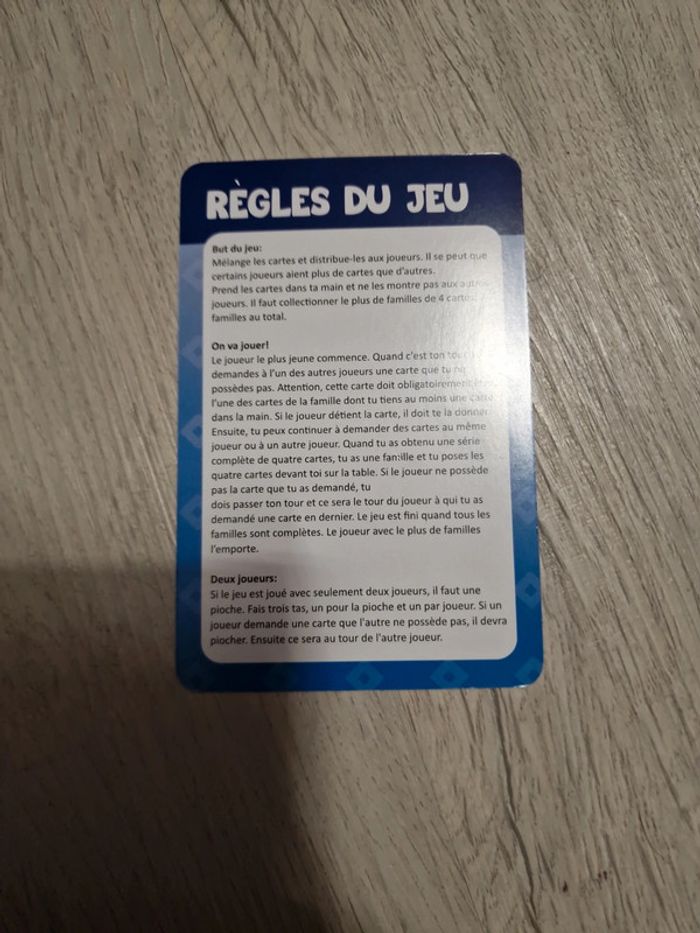 RÈGLES DU JEU
But du jeu:
Mélange les cartes et distribue-les aux joueurs. Il se peut que
certains joueurs aient plus de cartes que d'autres.
Prend les cartes dans ta main et ne les montre pas aux autres
joueurs. Il faut collectionner le plus de familles de 4 cartes.
familles au total.
On va jouer!
Le joueur le plus jeune commence. Quand c'est ton tour, tu
demandes à l'un des autres joueurs une carte que tu ne
possèdes pas. Attention, cette carte doit obligatoirement être
l'une des cartes de la famille dont tu tiens au moins une carte
dans la main. Si le joueur détient la carte, il doit te la donner.
Ensuite, tu peux continuer à demander des cartes au même
joueur ou à un autre joueur. Quand tu as obtenu une série
complète de quatre cartes, tu as une fan:ille et tu poses les
quatre cartes devant toi sur la table. Si le joueur ne possède
pas la carte que tu as demandé, tu
dois passer ton tour et ce sera le tour du joueur à qui tu as
demandé une carte en dernier. Le jeu est fini quand tous les
familles sont complètes. Le joueur avec le plus de familles
l'emporte.
Deux joueurs:
Si le jeu est joué avec seulement deux joueurs, il faut une
pioche. Fais trois tas, un pour la pioche et un par joueur. Si un
joueur demande une carte que l'autre ne possède pas, il devra
piocher. Ensuite ce sera au tour de l'autre joueur.